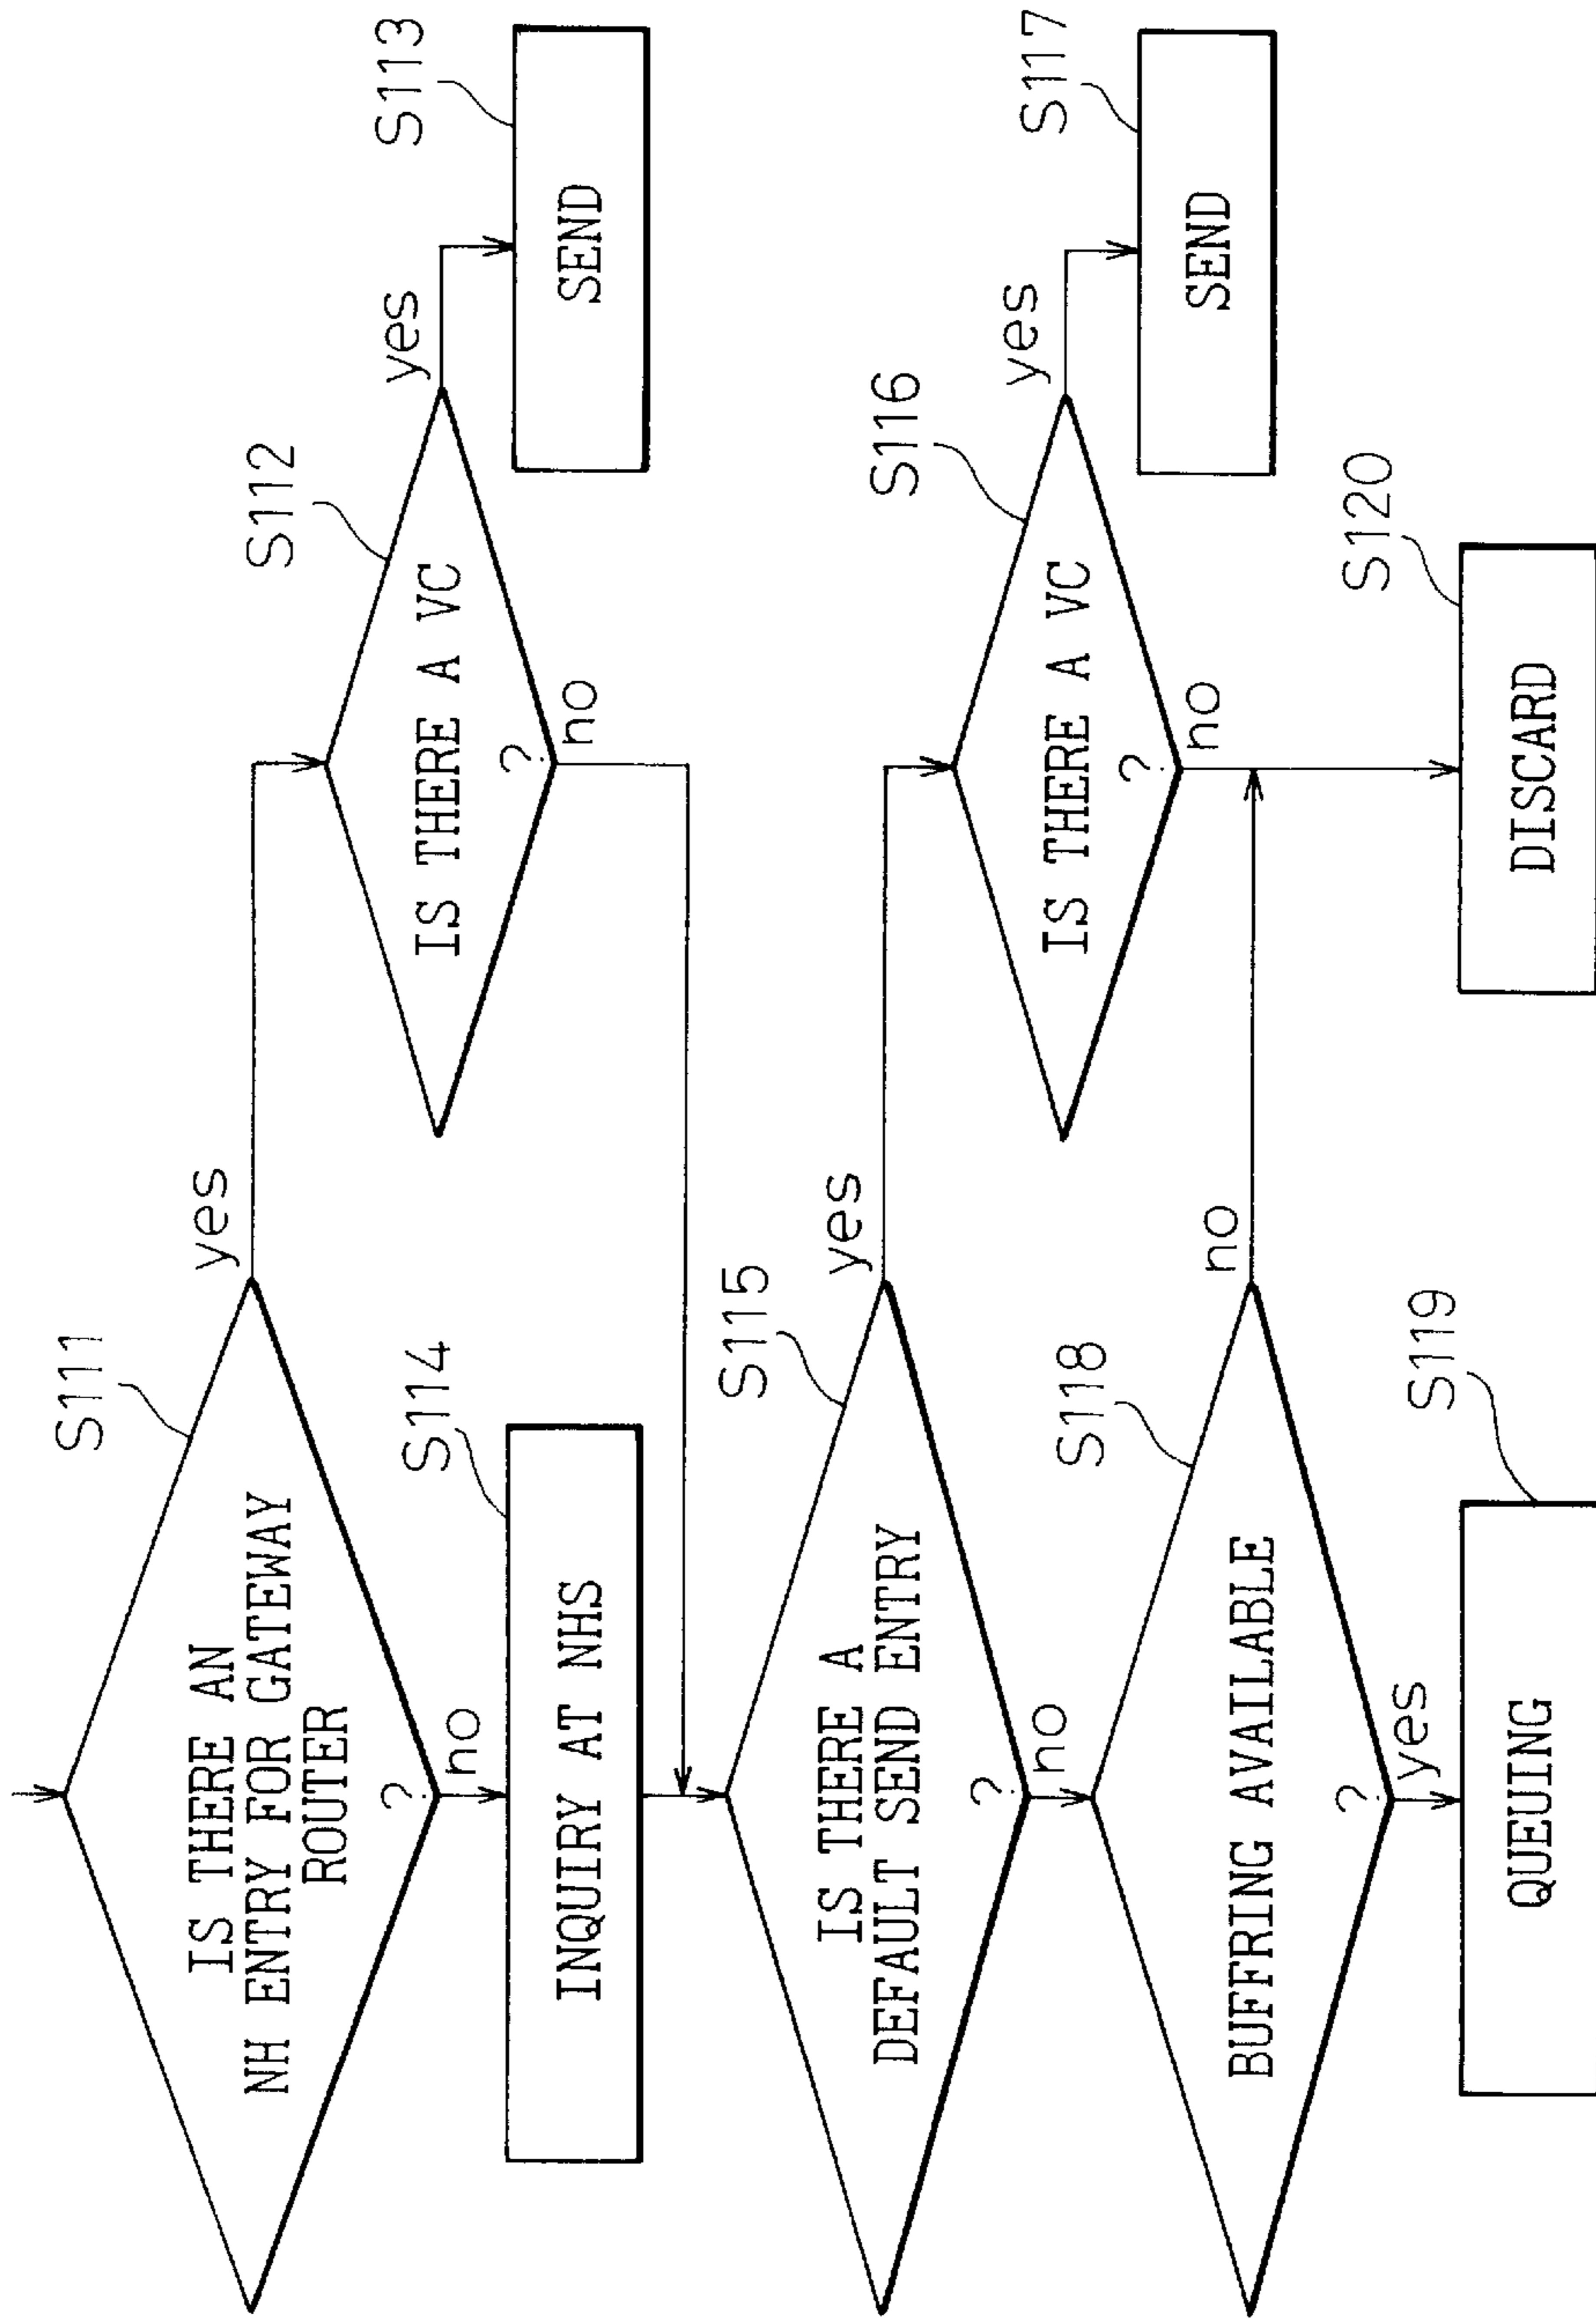 S111
IS THERE AN
NH ENTRY FOR GATEWAY
ROUTER
?
yes
no
S112
IS THERE A VC
?
yes
no
S113
SEND
S114
INQUIRY AT NHS
S115
IS THERE A
DEFAULT SEND ENTRY
?
yes
no
S116
IS THERE A VC
?
yes
no
S117
SEND
S118
BUFFRING AVAILABLE
?
no
yes
S119
QUEUING
S120
DISCARD